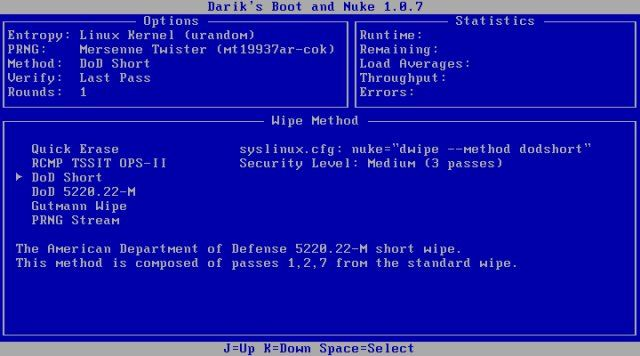 Darik's Boot and Nuke 1.0.7
Options
Entropy: Linux Kernel (urandom)
PRNG: Mersenne Twister (mt19937ar-cok)
Method: DoD Short
Verify: Last Pass
Rounds: 1
Statistics
Runtime:
Remaining:
Load Averages:
Throughput:
Errors:
Wipe Method
Quick Erase syslinux.cfg: nuke="dwipe --method dodshort"
RCMP TSSIT OPS-II Security Level: Medium (3 passes)
DoD Short
DoD 5220.22-M
Gutmann Wipe
PRNG Stream
The American Department of Defense 5220.22-M short wipe.
This method is composed of passes 1,2,7 from the standard wipe.
J=Up K=Down Space=Select